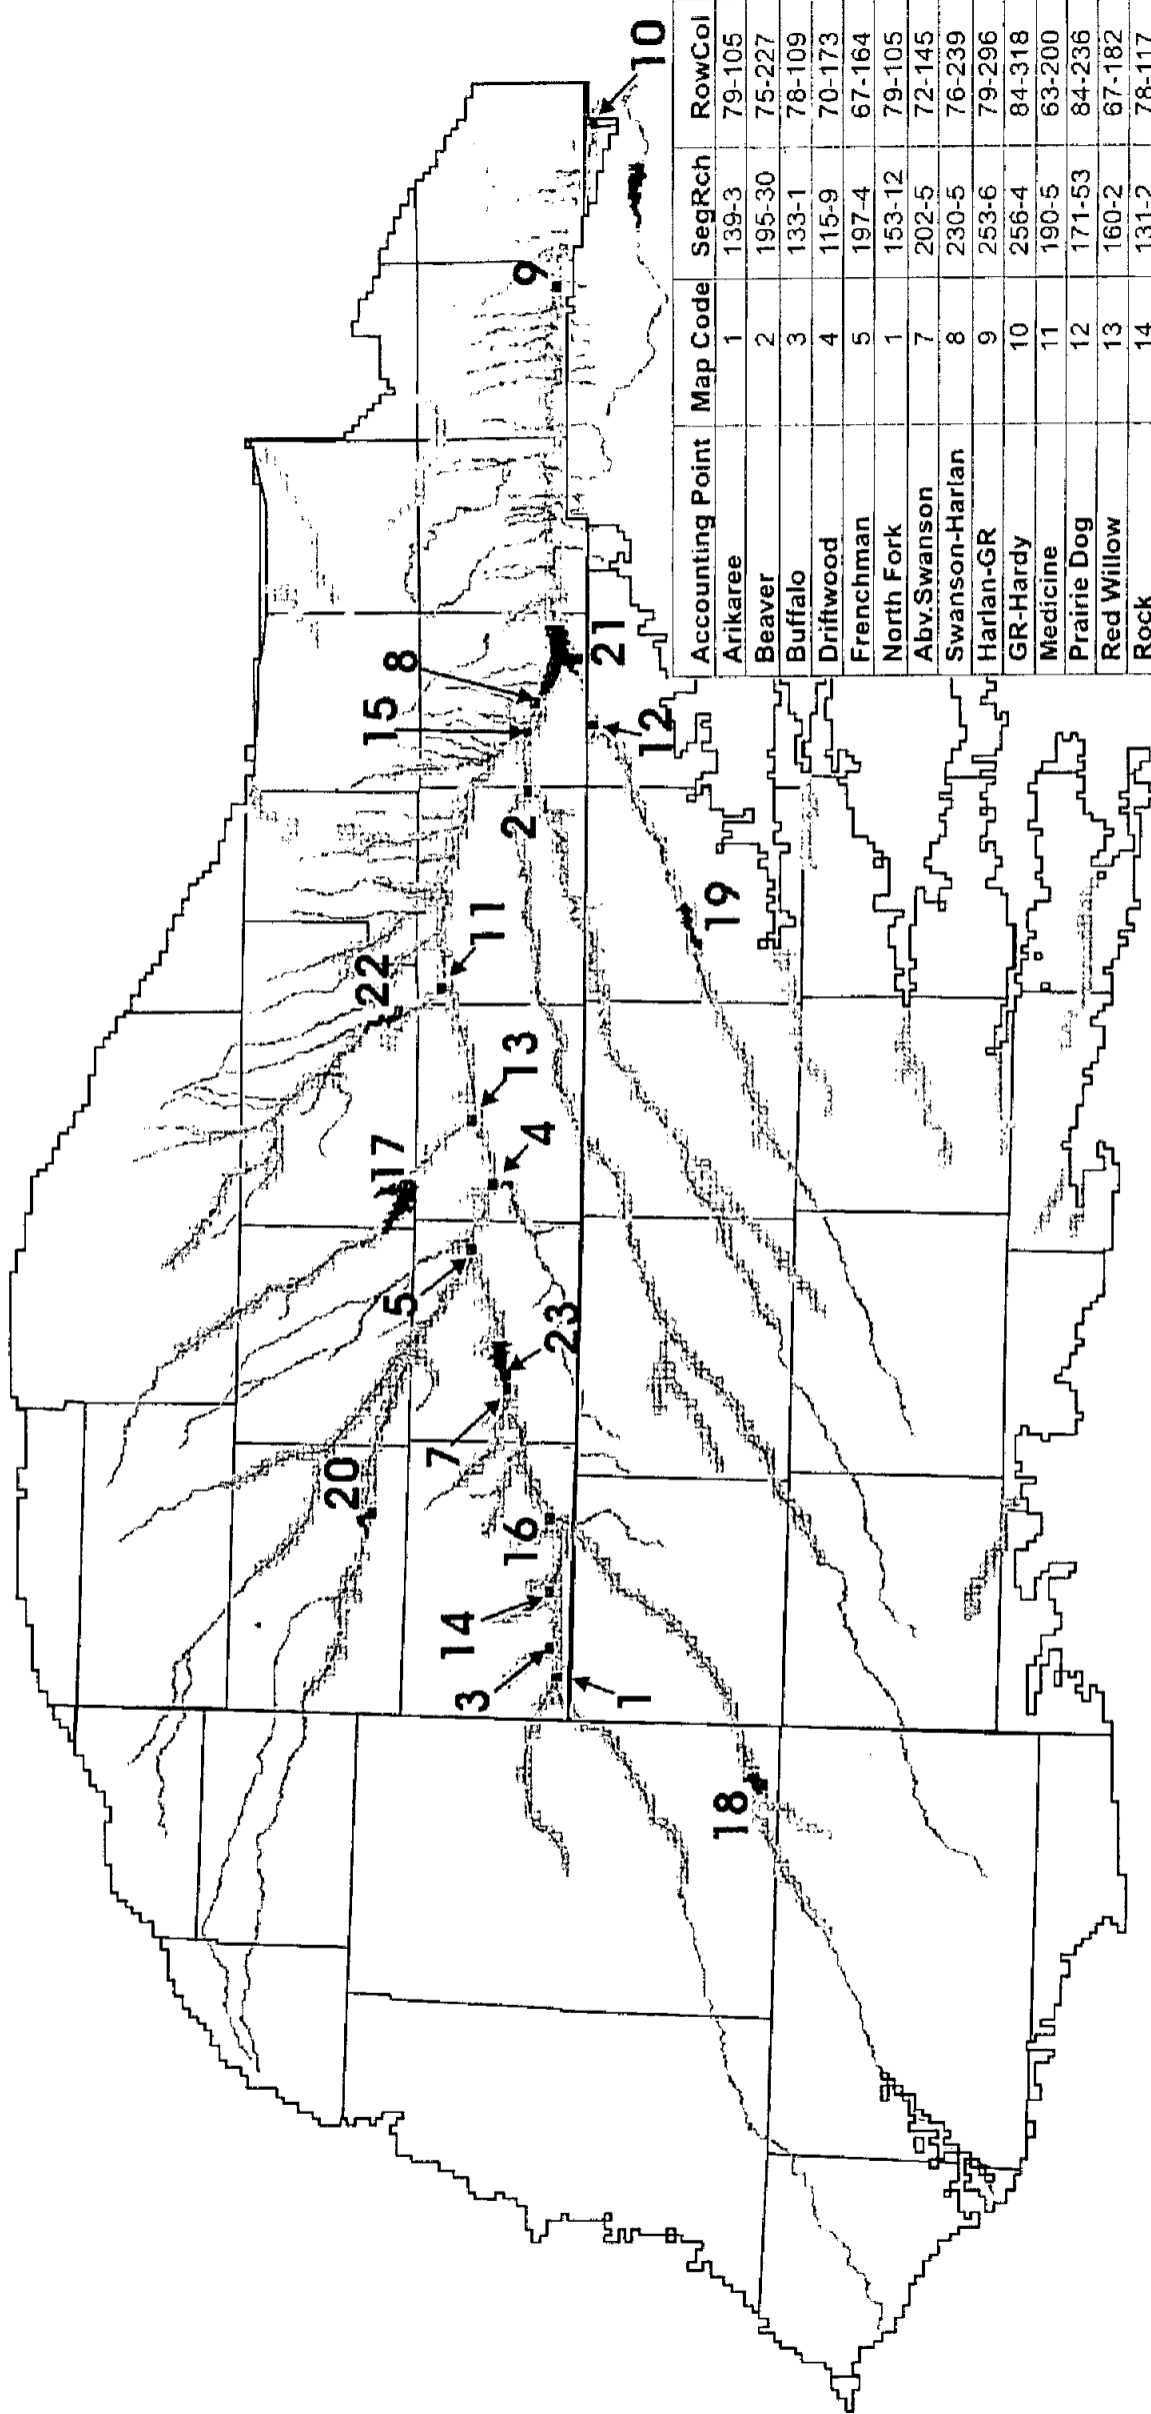 10
9
8
15
21
12
2
11
22
19
13
4
17
5
23
7
20
16
14
3
1
18
Accounting Point Map Code SegRch RowCol
Arikaree 1 139-3 79-105
Beaver 2 195-30 75-227
Buffalo 3 133-1 78-109
Driftwood 4 115-9 70-173
Frenchman 5 197-4 67-164
North Fork 1 153-12 79-105
Abv.Swanson 7 202-5 72-145
Swanson-Harlan 8 230-5 76-239
Harlan-GR 9 253-6 79-296
GR-Hardy 10 256-4 84-318
Medicine 11 190-5 63-200
Prairie Dog 12 171-53 84-236
Red Willow 13 160-2 67-182
Rock 14 131-2 78-117